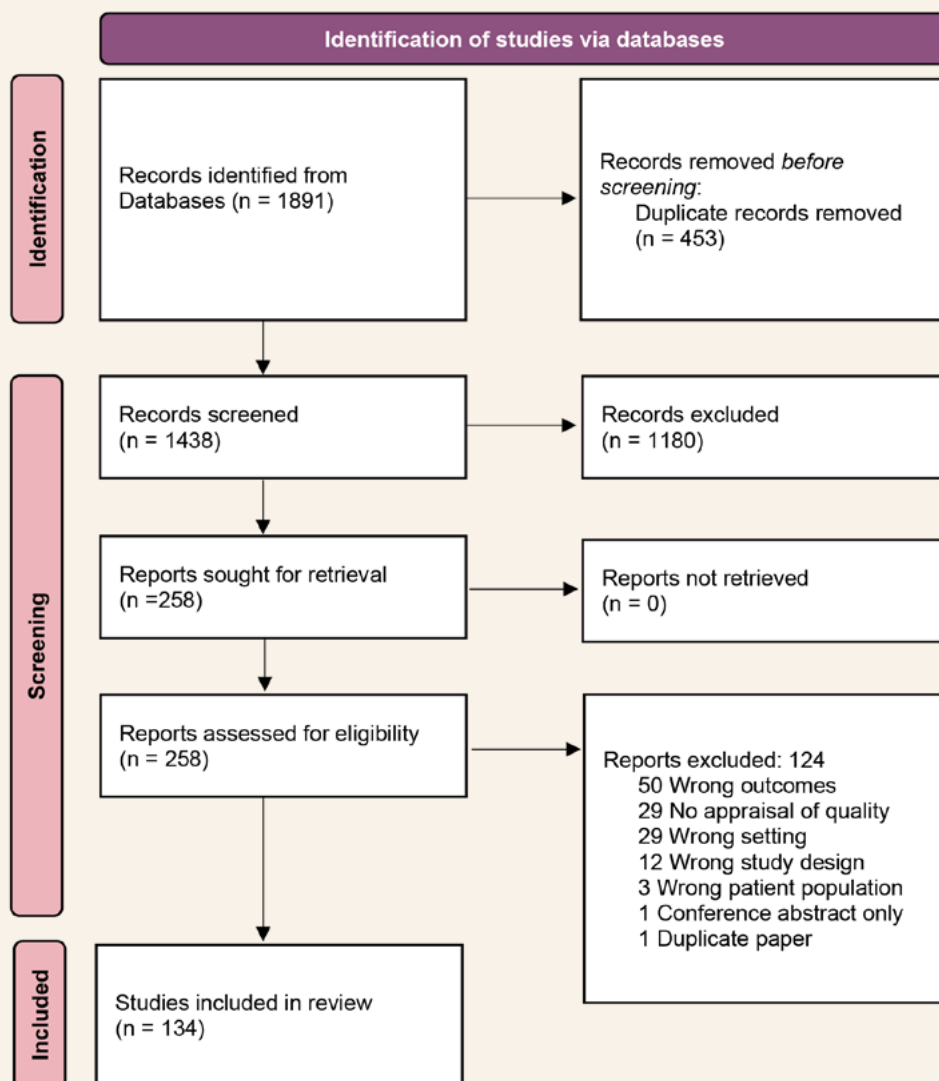 Identification of studies via databases
Identification
Records identified from
Databases (n = 1891)
Records removed before
screening:
Duplicate records removed
(n = 453)
Screening
Records screened
(n = 1438)
Records excluded
(n = 1180)
Reports sought for retrieval
(n =258)
Reports not retrieved
(n = 0)
Reports assessed for eligibility
(n = 258)
Reports excluded: 124
50 Wrong outcomes
29 No appraisal of quality
29 Wrong setting
12 Wrong study design
3 Wrong patient population
1 Conference abstract only
1 Duplicate paper
Included
Studies included in review
(n = 134)